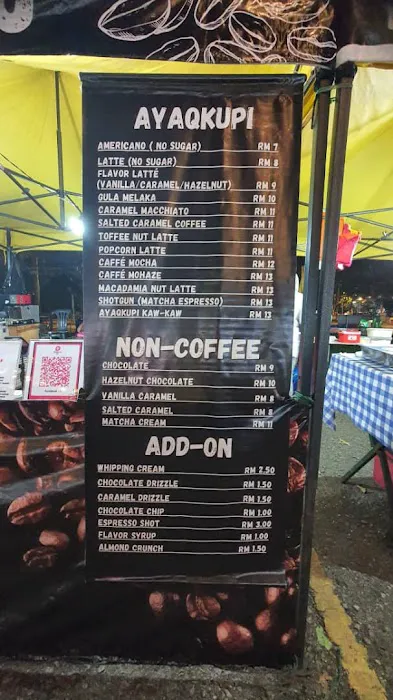 AYAQKUPI
AMERICANO ( NO SUGAR) RM 7
LATTE (NO SUGAR) RM 8
FLAVOR LATTÉ
(VANILLA/CARAMEL/HAZELNUT) RM 9
GULA MELAKA RM 10
CARAMEL MACCHIATO RM 11
SALTED CARAMEL COFFEE RM 11
TOFFEE NUT LATTE RM 11
POPCORN LATTE RM 11
CAFFÉ MOCHA RM 12
CAFFÉ MOHAZE RM 13
MACADAMIA NUT LATTE RM 13
SHOTGUN (MATCHA ESPRESSO) RM 13
AYAQKUPI KAW-KAW RM 13
NON-COFFEE
CHOCOLATE RM 9
HAZELNUT CHOCOLATE RM 10
VANILLA CARAMEL RM 8
SALTED CARAMEL RM 8
MATCHA CREAM RM 11
ADD-ON
WHIPPING CREAM RM 2.50
CHOCOLATE DRIZZLE RM 1.50
CARAMEL DRIZZLE RM 1.50
CHOCOLATE CHIP RM 1.00
ESPRESSO SHOT RM 3.00
FLAVOR SYRUP RM 1.00
ALMOND CRUNCH RM 1.50